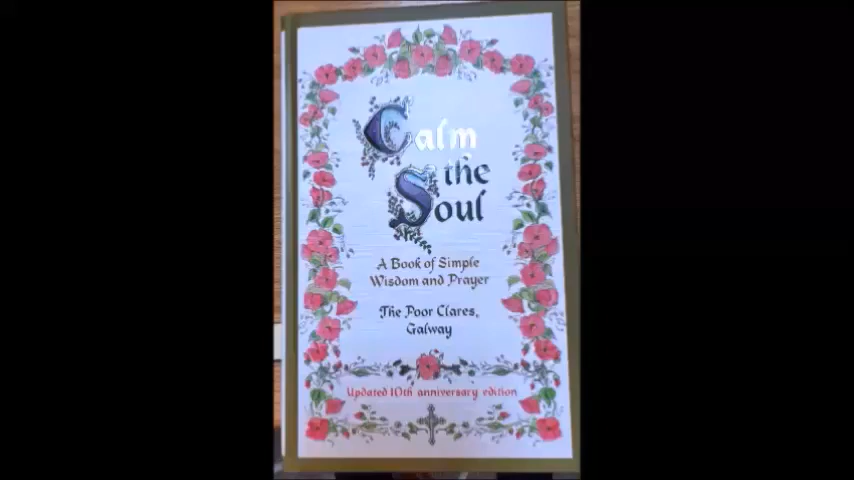 Calm
the
Soul
A Book of Simple
Wisdom and Prayer
The Poor Clares,
Galway
Updated 10th anniversary edition